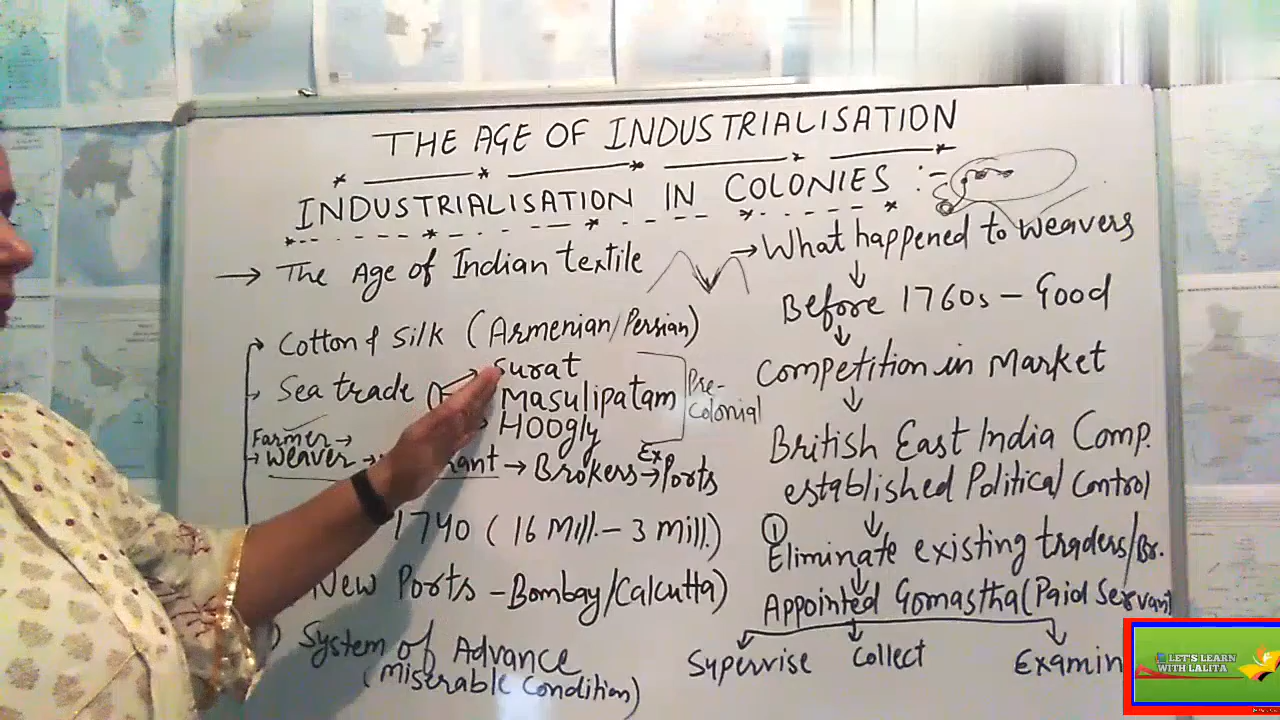 THE AGE OF INDUSTRIALISATION
INDUSTRIALISATION IN COLONIES :-
→ The Age of Indian textile
Cotton & Silk (Armenian/Persian)
Sea trade
Surat
Masulipatam
Hoogly
Pre-
Colonial
Farmer →
→ Weaver → → Brokers → Ports
Ex
1740 (16 Mill. - 3 mill.)
New Ports - Bombay/Calcutta)
System of Advance
(miserable Condition)
→ What happened to weavers
Before 1760s - Good
Competition in Market
British East India Comp.
established Political Control
①
Eliminate existing traders/Br.
Appointed Gomastha (Paid Servant
Supervise Collect Examin
LET'S LEARN
WITH LALITA